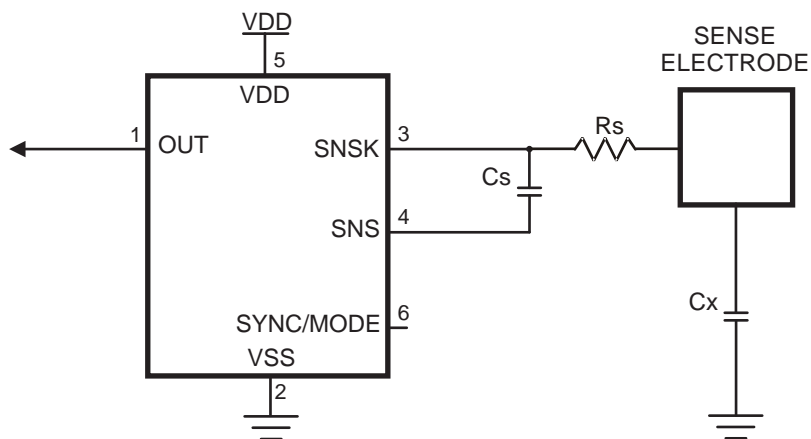 VDD
5
SENSE
ELECTRODE
VDD
1
OUT
SNSK
3
Rs
Cs
SNS
4
Cx
SYNC/MODE
6
VSS
2